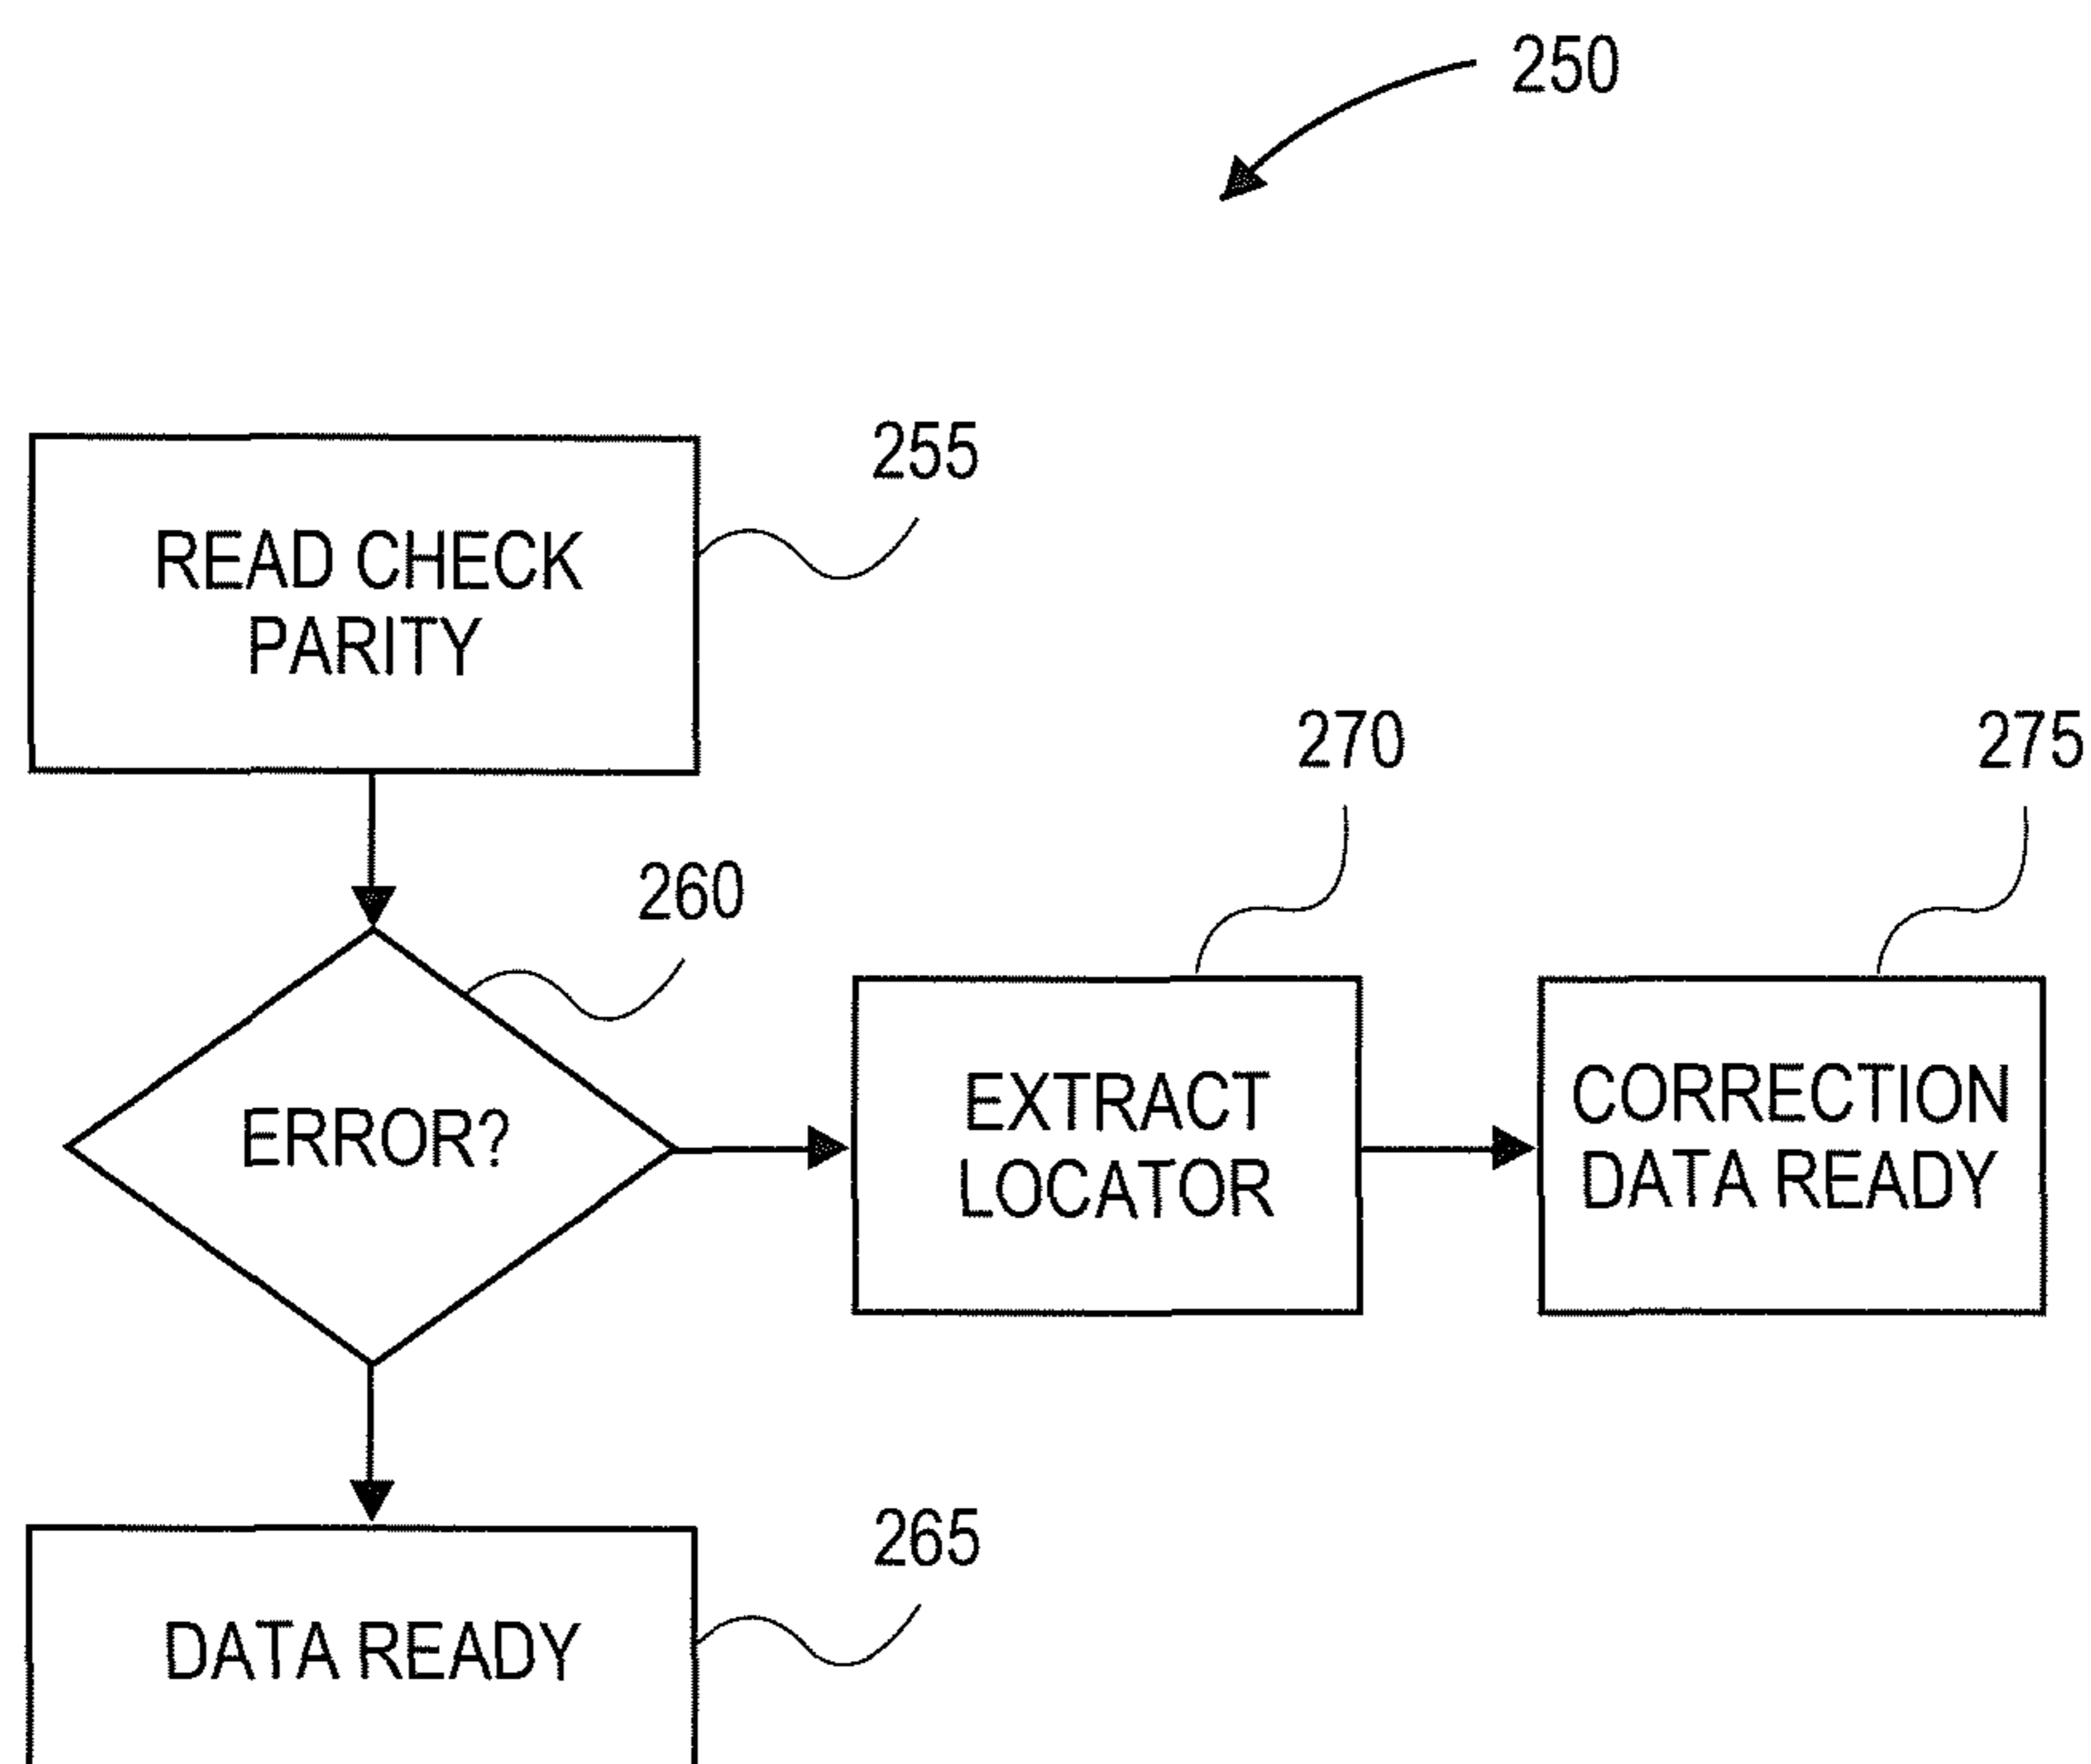 250
255
READ CHECK
PARITY
270
275
260
EXTRACT
LOCATOR
CORRECTION
DATA READY
ERROR?
265
DATA READY